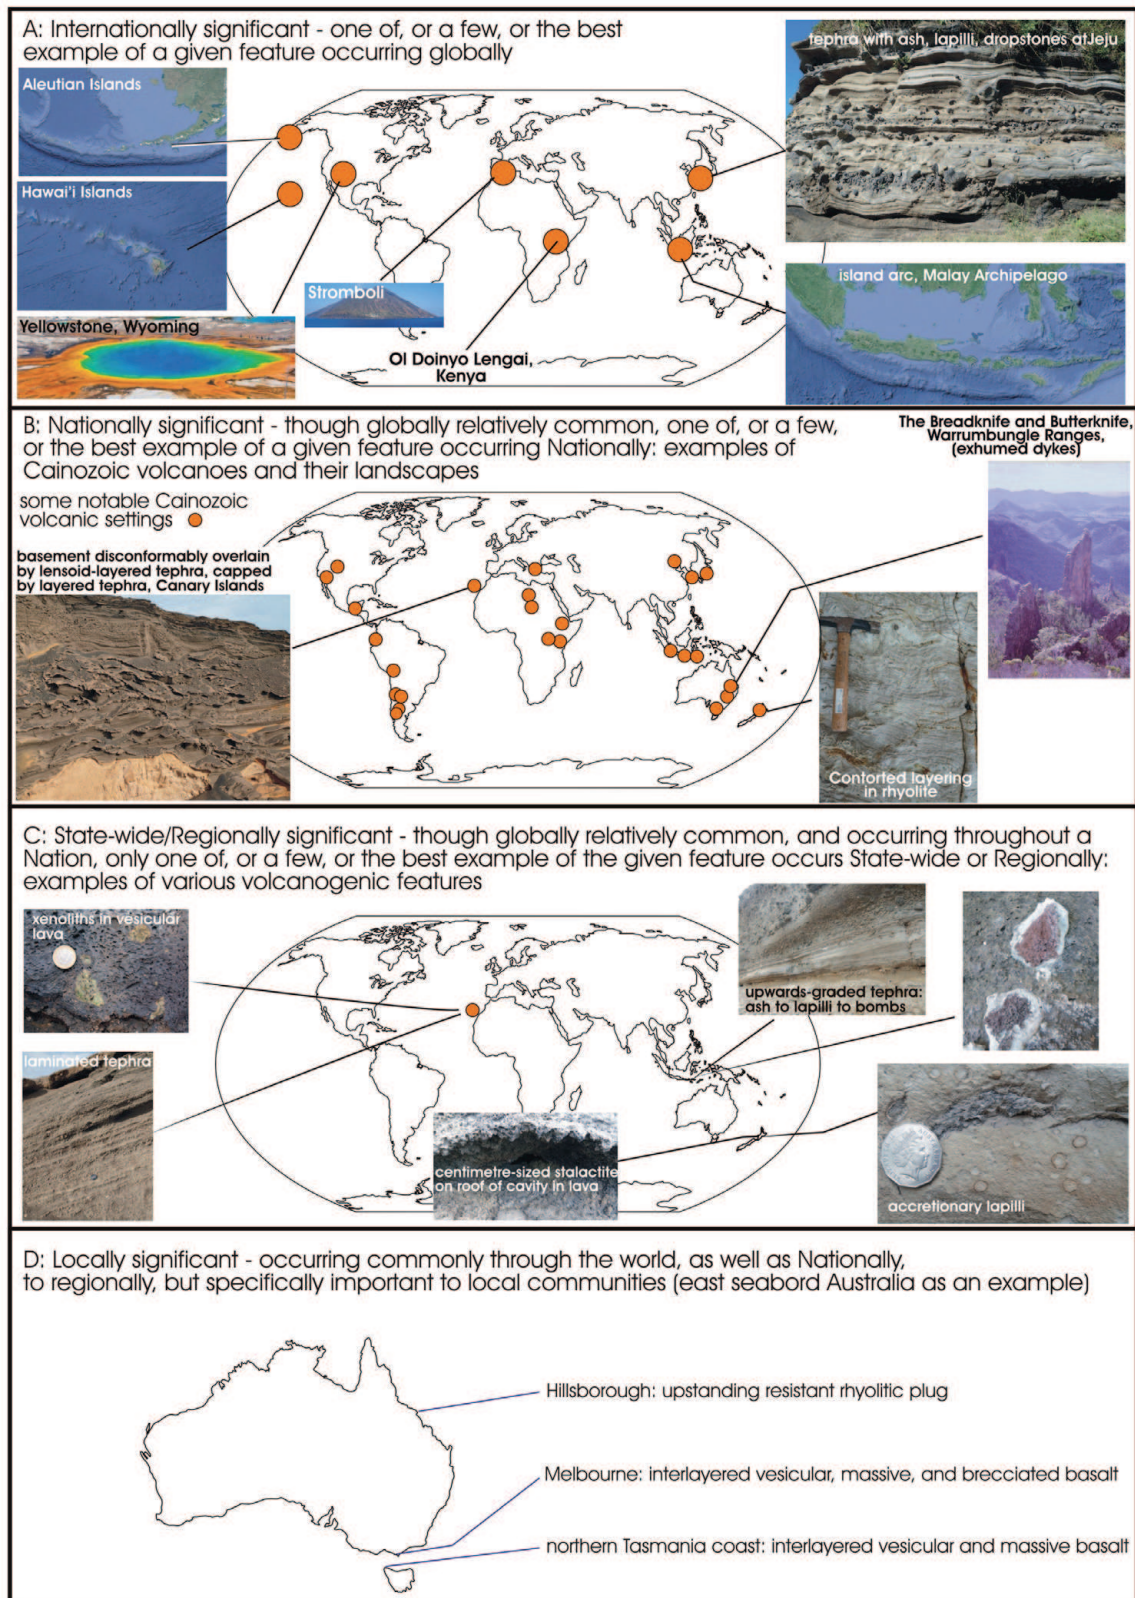 A: Internationally significant - one of, or a few, or the best
example of a given feature occurring globally
Aleutian Islands
tephra with ash, lapilli, dropstones atJeju
Hawai'i Islands
island arc, Malay Archipelago
Stromboli
Yellowstone, Wyoming
Ol Doinyo Lengai,
Kenya
B: Nationally significant - though globally relatively common, one of, or a few,
or the best example of a given feature occurring Nationally: examples of
Cainozoic volcanoes and their landscapes
The Breadknife and Butterknife,
Warrumbungle Ranges,
(exhumed dykes)
some notable Cainozoic
volcanic settings
basement disconformably overlain
by lensoid-layered tephra, capped
by layered tephra, Canary Islands
Contorted layering
in rhyolite
C: State-wide/Regionally significant - though globally relatively common, and occurring throughout a
Nation, only one of, or a few, or the best example of the given feature occurs State-wide or Regionally:
examples of various volcanogenic features
xenoliths in vesicular
lava
upwards-graded tephra:
ash to lapilli to bombs
laminated tephra
centimetre-sized stalactite
on roof of cavity in lava
accretionary lapilli
D: Locally significant - occurring commonly through the world, as well as Nationally,
to regionally, but specifically important to local communities (east seabord Australia as an example)
Hillsborough: upstanding resistant rhyolitic plug
Melbourne: interlayered vesicular, massive, and brecciated basalt
northern Tasmania coast: interlayered vesicular and massive basalt